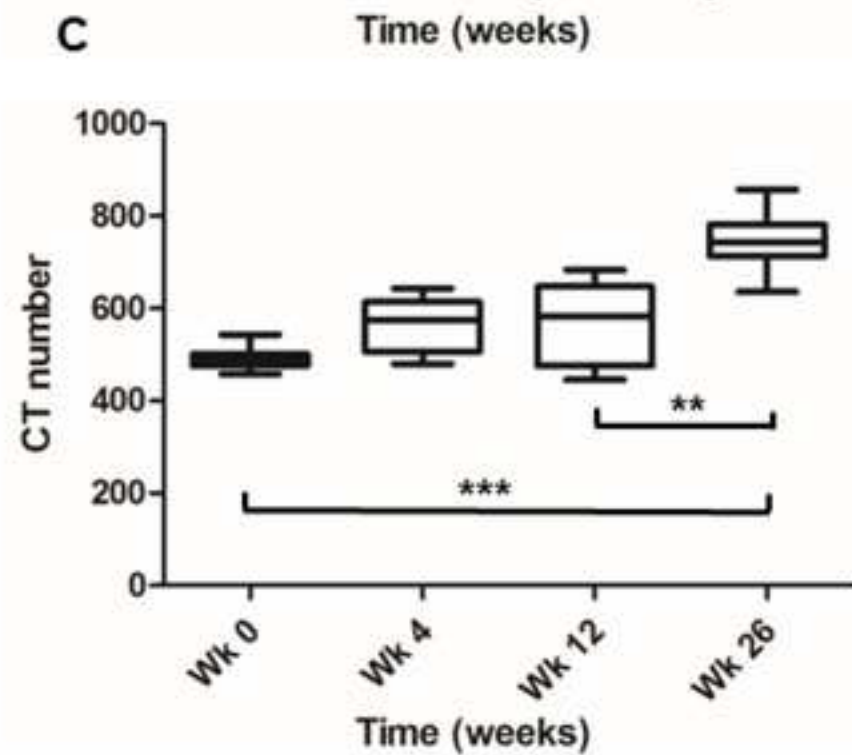 C
Time (weeks)
1000
800
600
400
200
0
CT number
**
***
Wk 0
Wk 4
Wk 12
Wk 26
Time (weeks)